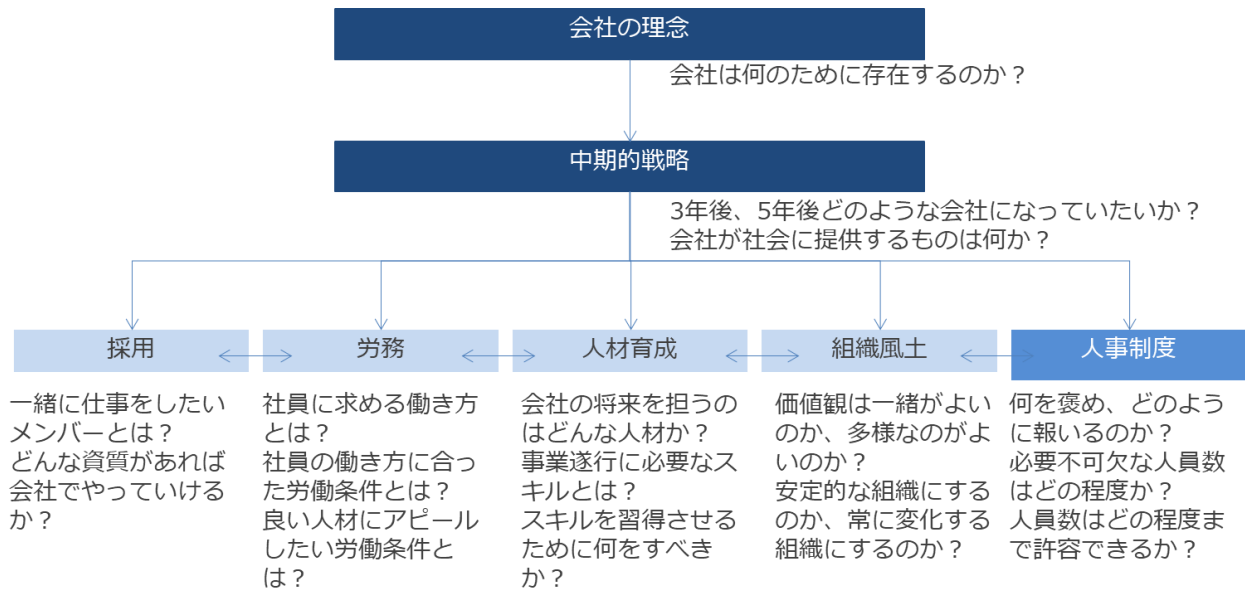 会社の理念
会社は何のために存在するのか？
中期的戦略
3年後、5年後どのような会社になっていたいか？
会社が社会に提供するものは何か？
採用
労務
人材育成
組織風土
人事制度
一緒に仕事をしたい
メンバーとは？
どんな資質があれば
会社でやっていける
か？
社員に求める働き方
とは？
社員の働き方に合っ
た労働条件とは？
良い人材にアピール
したい労働条件と
は？
会社の将来を担うの
はどんな人材か？
事業遂行に必要なス
キルとは？
スキルを習得させる
ために何をすべき
か？
価値観は一緒がよい
のか、多様なのがよ
いのか？
安定的な組織にする
のか、常に変化する
組織にするのか？
何を褒め、どのよう
に報いるのか？
必要不可欠な人員数
はどの程度か？
人員数はどの程度ま
で許容できるか？